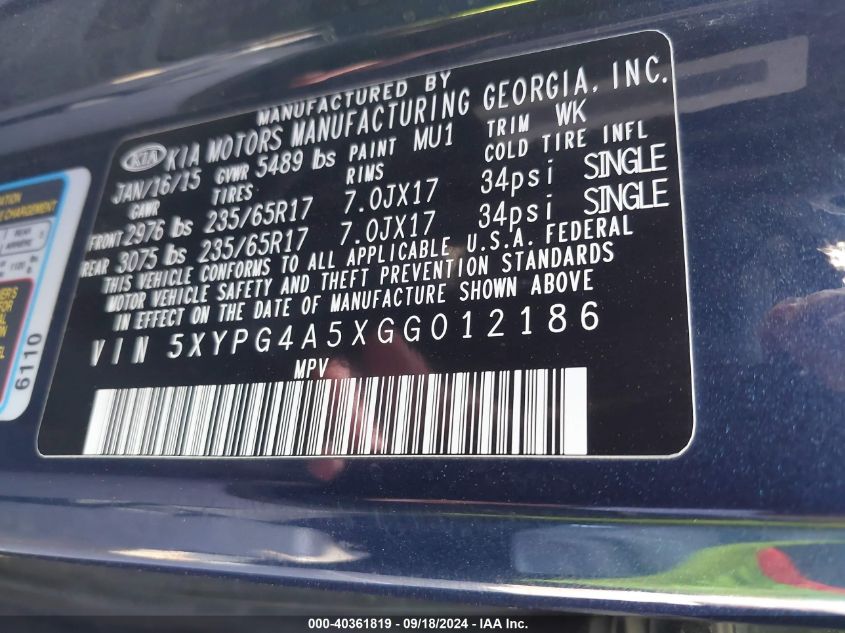 MANUFACTURED BY
KIA KIA MOTORS MANUFACTURING GEORGIA, INC.
JAN/16/15 GVWR 5489 lbs PAINT MU1 TRIM WK
GAWR TIRES RIMS COLD TIRE INFL
FRONT 2976 lbs 235/65R17 7.0JX17 34psi SINGLE
REAR 3075 lbs 235/65R17 7.0JX17 34psi SINGLE
THIS VEHICLE CONFORMS TO ALL APPLICABLE U.S.A. FEDERAL
MOTOR VEHICLE SAFETY AND THEFT PREVENTION STANDARDS
IN EFFECT ON THE DATE OF MANUFACTURE SHOWN ABOVE
VIN 5XYPG4A5XGG012186
MPV
REAR
ARRIÈRE
6110
000-40361819 - 09/18/2024 - IAA Inc.